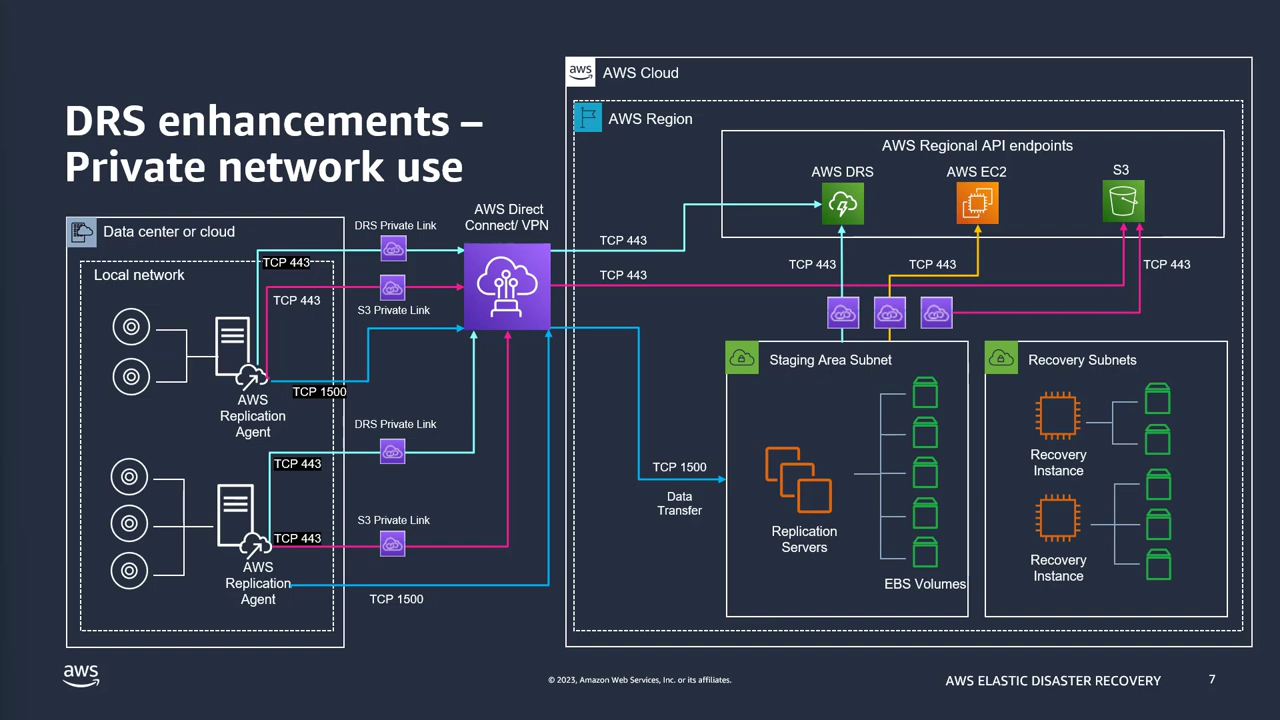 DRS enhancements –
Private network use
aws
AWS Cloud
AWS Region
AWS Regional API endpoints
AWS DRS
AWS EC2
S3
AWS Direct
Connect/ VPN
Data center or cloud
Local network
DRS Private Link
TCP 443
TCP 443
S3 Private Link
TCP 1500
AWS
Replication
Agent
DRS Private Link
TCP 443
S3 Private Link
TCP 443
AWS
Replication
Agent
TCP 1500
TCP 443
TCP 443
TCP 443
TCP 443
TCP 443
TCP 1500
Data
Transfer
Staging Area Subnet
Replication
Servers
EBS Volumes
Recovery Subnets
Recovery
Instance
Recovery
Instance
aws
© 2023, Amazon Web Services, Inc. or its affiliates.
AWS ELASTIC DISASTER RECOVERY
7